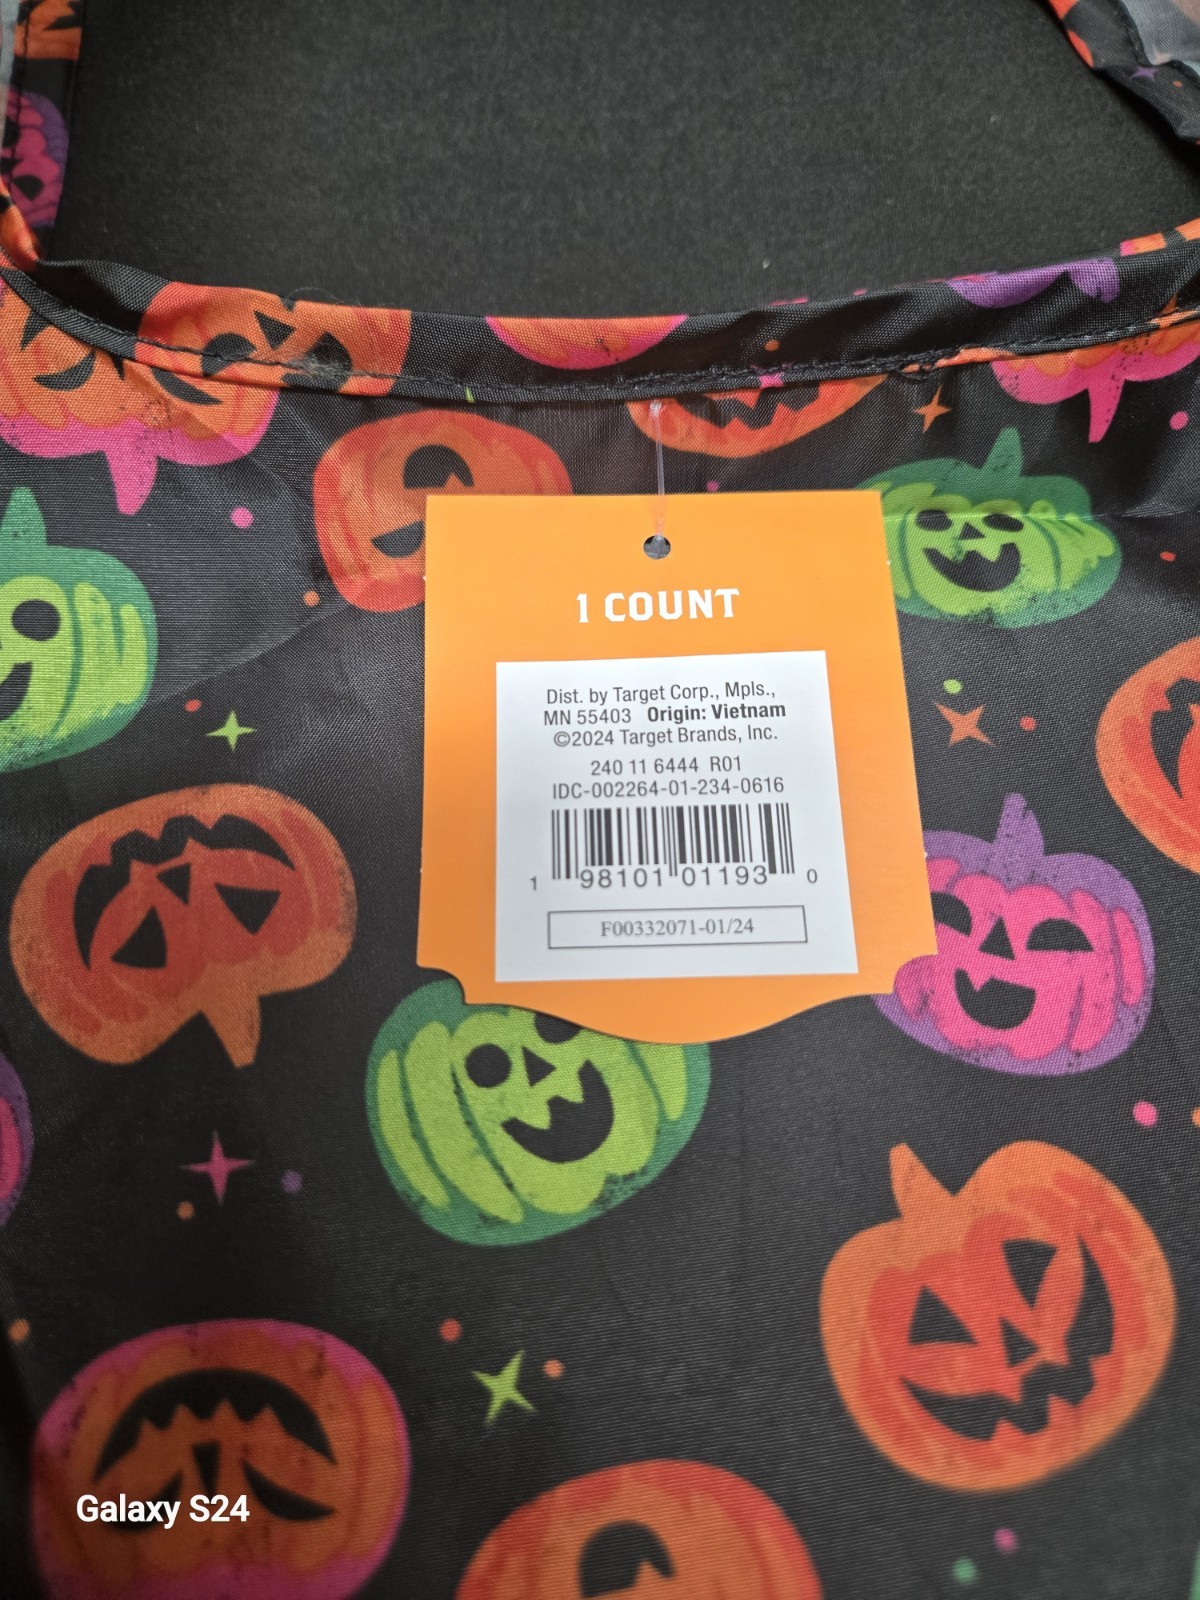 1 COUNT
Dist. by Target Corp., Mpls.,
MN 55403 Origin: Vietnam
©2024 Target Brands, Inc.
240 11 6444 R01
IDC-002264-01-234-0616
1 98101 01193 0
F00332071-01/24
Galaxy S24